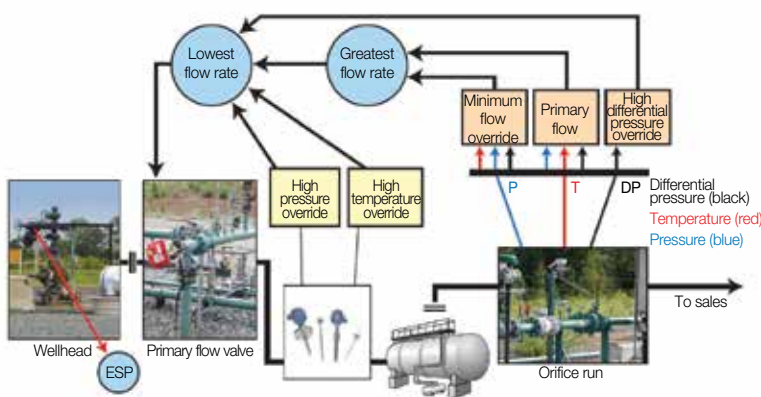 Lowest
flow rate
Greatest
flow rate
Minimum
flow
override
Primary
flow
High
differential
pressure
override
High
pressure
override
High
temperature
override
P
T
DP
Differential
pressure (black)
Temperature (red)
Pressure (blue)
Wellhead
Primary flow valve
ESP
Orifice run
To sales